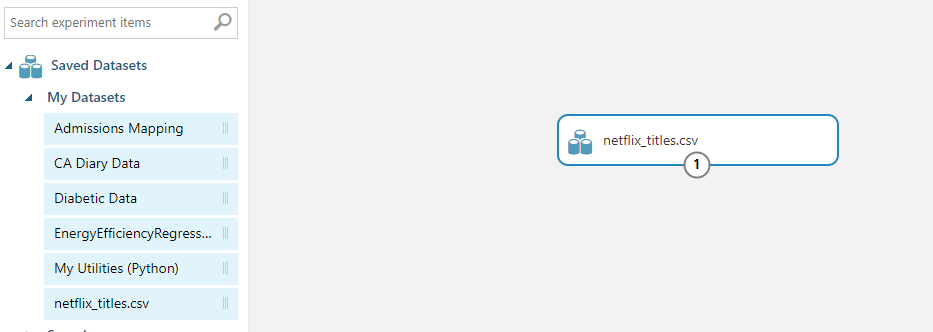 Search experiment items
Saved Datasets
My Datasets
Admissions Mapping
CA Diary Data
Diabetic Data
EnergyEfficiencyRegress...
My Utilities (Python)
netflix_titles.csv
netflix_titles.csv
1